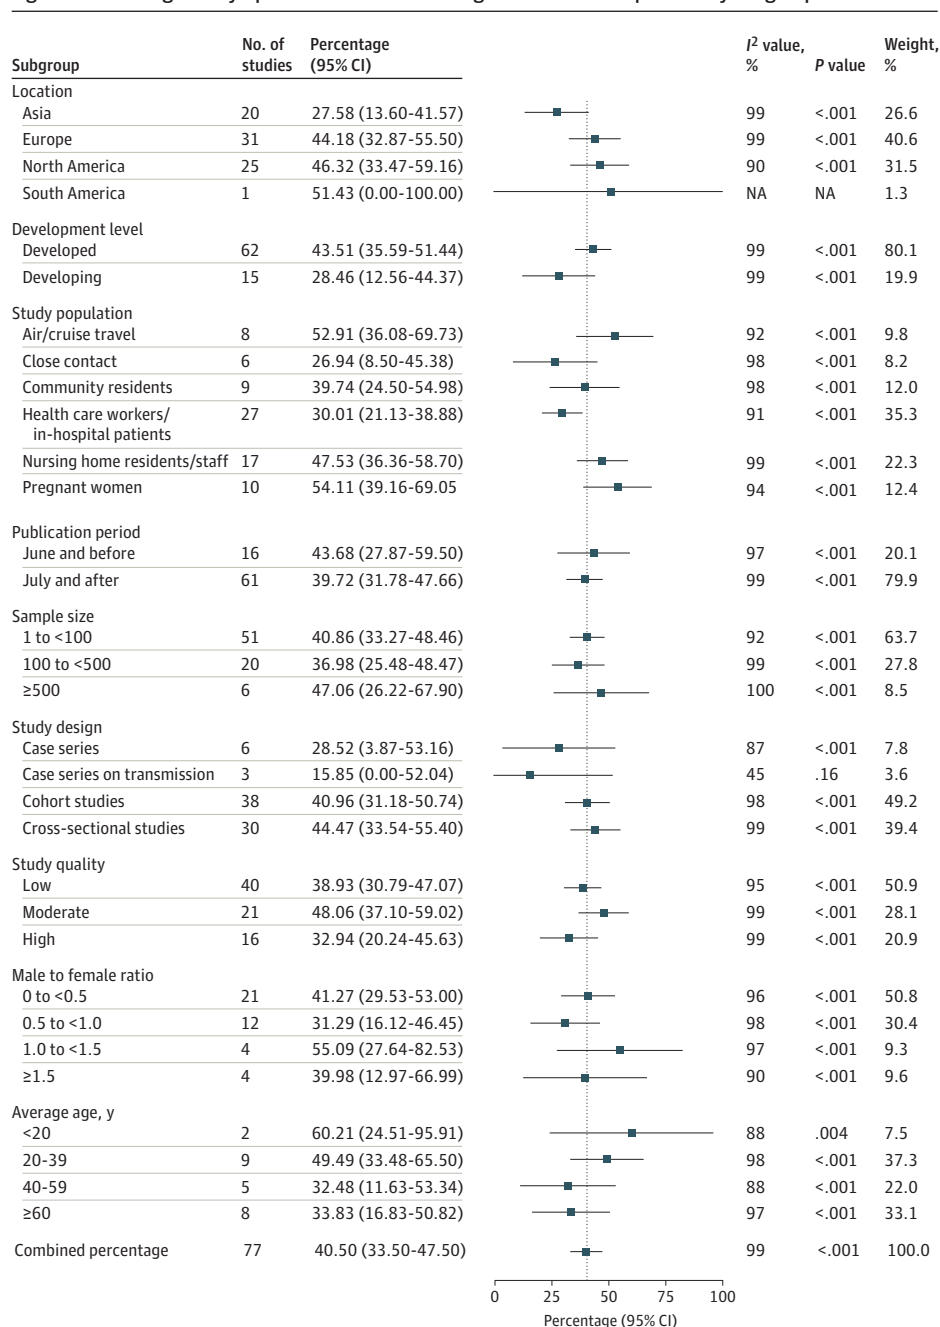 Subgroup No. of studies Percentage (95% CI) I2 value, % P value Weight, %
Location
Asia 20 27.58 (13.60-41.57) 99 <.001 26.6
Europe 31 44.18 (32.87-55.50) 99 <.001 40.6
North America 25 46.32 (33.47-59.16) 90 <.001 31.5
South America 1 51.43 (0.00-100.00) NA NA 1.3
Development level
Developed 62 43.51 (35.59-51.44) 99 <.001 80.1
Developing 15 28.46 (12.56-44.37) 99 <.001 19.9
Study population
Air/cruise travel 8 52.91 (36.08-69.73) 92 <.001 9.8
Close contact 6 26.94 (8.50-45.38) 98 <.001 8.2
Community residents 9 39.74 (24.50-54.98) 98 <.001 12.0
Health care workers/ 27 30.01 (21.13-38.88) 91 <.001 35.3
in-hospital patients
Nursing home residents/staff 17 47.53 (36.36-58.70) 99 <.001 22.3
Pregnant women 10 54.11 (39.16-69.05 94 <.001 12.4
Publication period
June and before 16 43.68 (27.87-59.50) 97 <.001 20.1
July and after 61 39.72 (31.78-47.66) 99 <.001 79.9
Sample size
1 to <100 51 40.86 (33.27-48.46) 92 <.001 63.7
100 to <500 20 36.98 (25.48-48.47) 99 <.001 27.8
≥500 6 47.06 (26.22-67.90) 100 <.001 8.5
Study design
Case series 6 28.52 (3.87-53.16) 87 <.001 7.8
Case series on transmission 3 15.85 (0.00-52.04) 45 .16 3.6
Cohort studies 38 40.96 (31.18-50.74) 98 <.001 49.2
Cross-sectional studies 30 44.47 (33.54-55.40) 99 <.001 39.4
Study quality
Low 40 38.93 (30.79-47.07) 95 <.001 50.9
Moderate 21 48.06 (37.10-59.02) 99 <.001 28.1
High 16 32.94 (20.24-45.63) 99 <.001 20.9
Male to female ratio
0 to <0.5 21 41.27 (29.53-53.00) 96 <.001 50.8
0.5 to <1.0 12 31.29 (16.12-46.45) 98 <.001 30.4
1.0 to <1.5 4 55.09 (27.64-82.53) 97 <.001 9.3
≥1.5 4 39.98 (12.97-66.99) 90 <.001 9.6
Average age, y
<20 2 60.21 (24.51-95.91) 88 .004 7.5
20-39 9 49.49 (33.48-65.50) 98 <.001 37.3
40-59 5 32.48 (11.63-53.34) 88 <.001 22.0
≥60 8 33.83 (16.83-50.82) 97 <.001 33.1
Combined percentage 77 40.50 (33.50-47.50) 99 <.001 100.0
0 25 50 75 100
Percentage (95% CI)